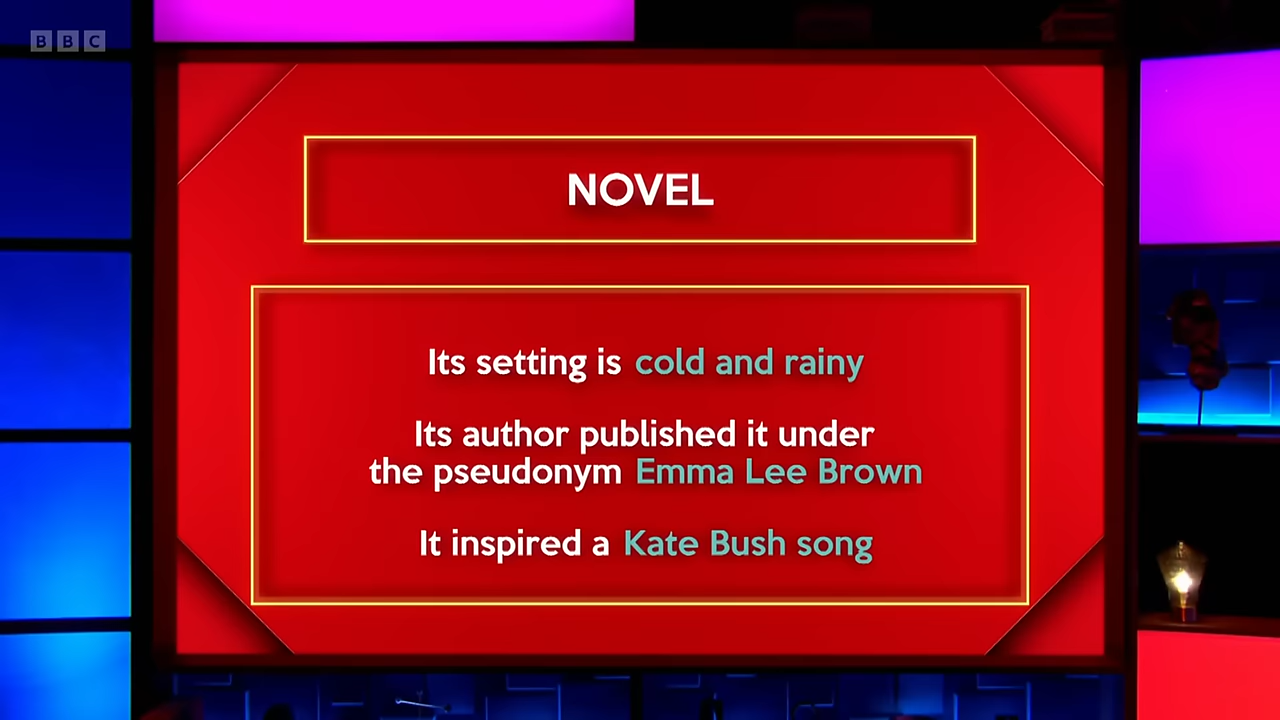 BBC
NOVEL
Its setting is cold and rainy
Its author published it under
the pseudonym Emma Lee Brown
It inspired a Kate Bush song